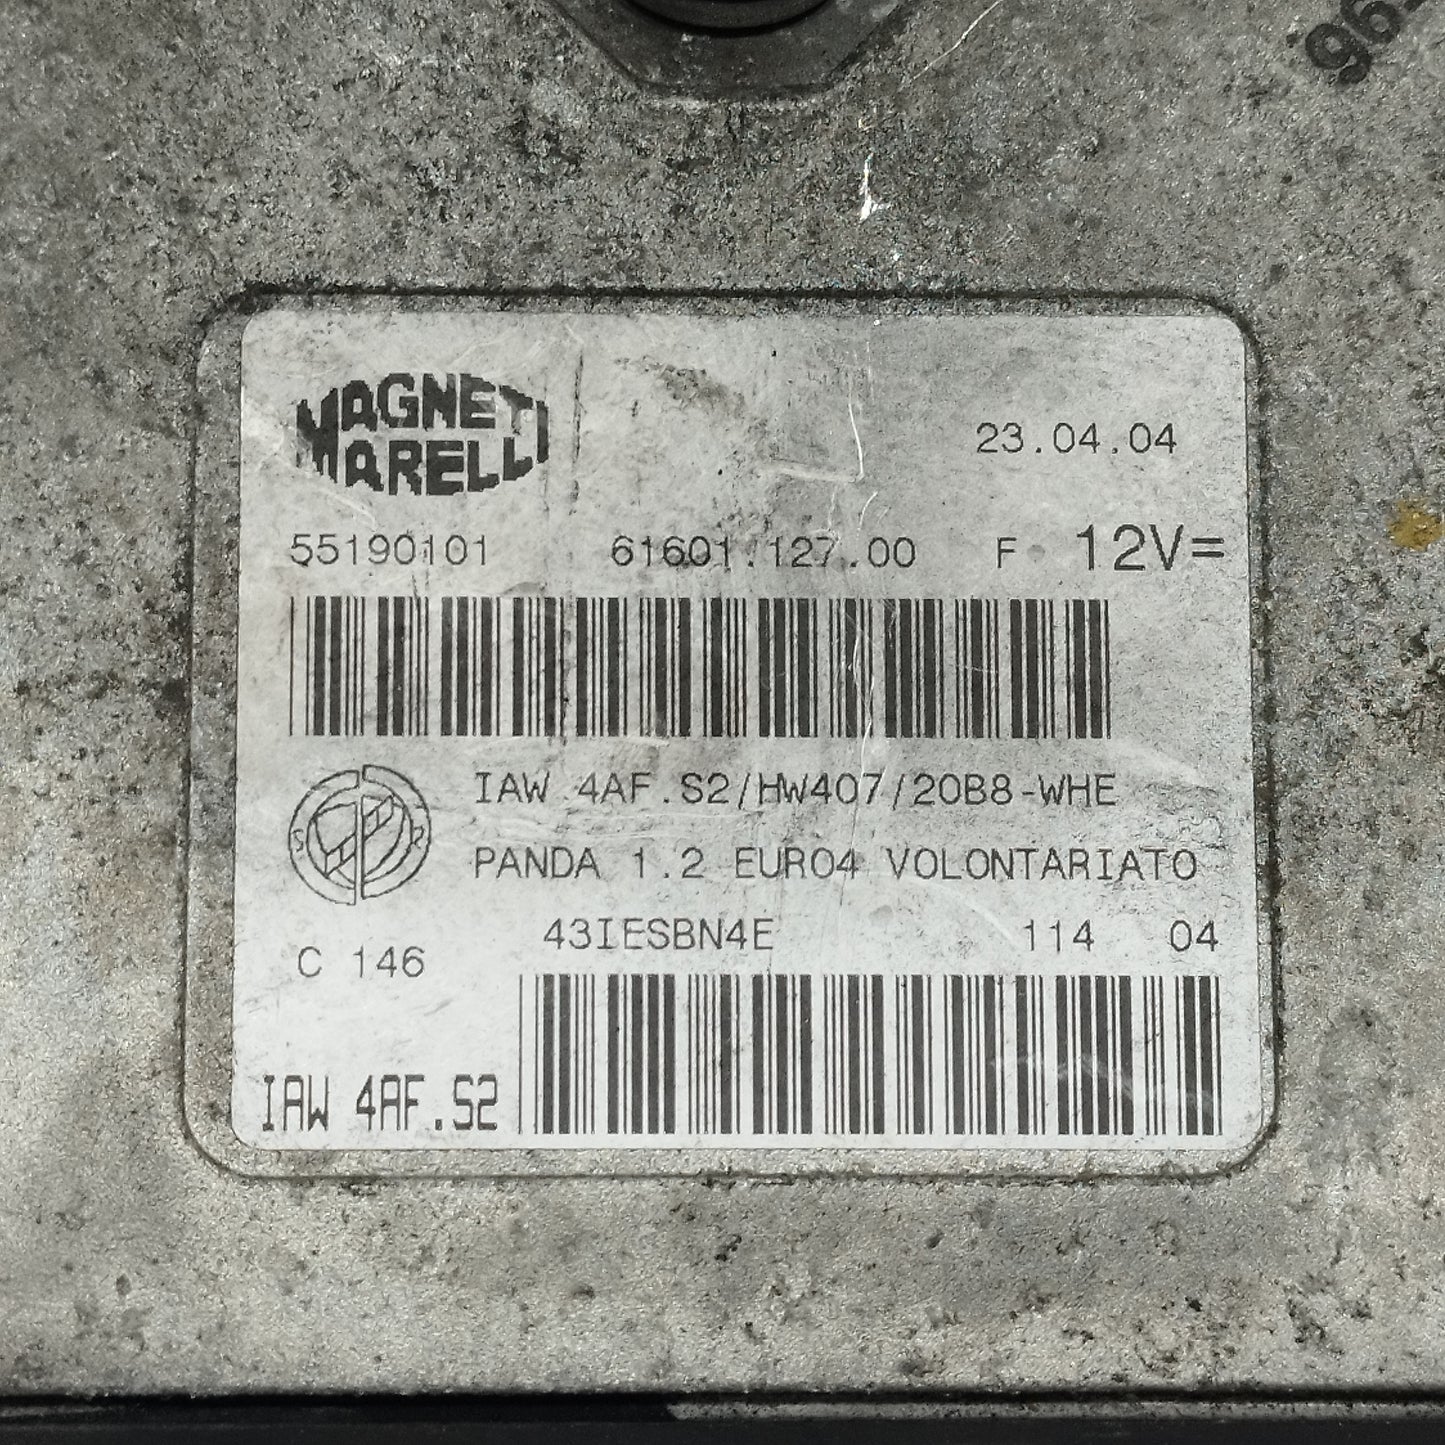 MAGNETI
MARELLI
23.04.04
55190101 61601.127.00 F 12V=
IAW 4AF.S2/HW407/20B8-WHE
PANDA 1.2 EURO4 VOLONTARIATO
43IESBN4E 114 04
C 146
IAW 4AF.S2